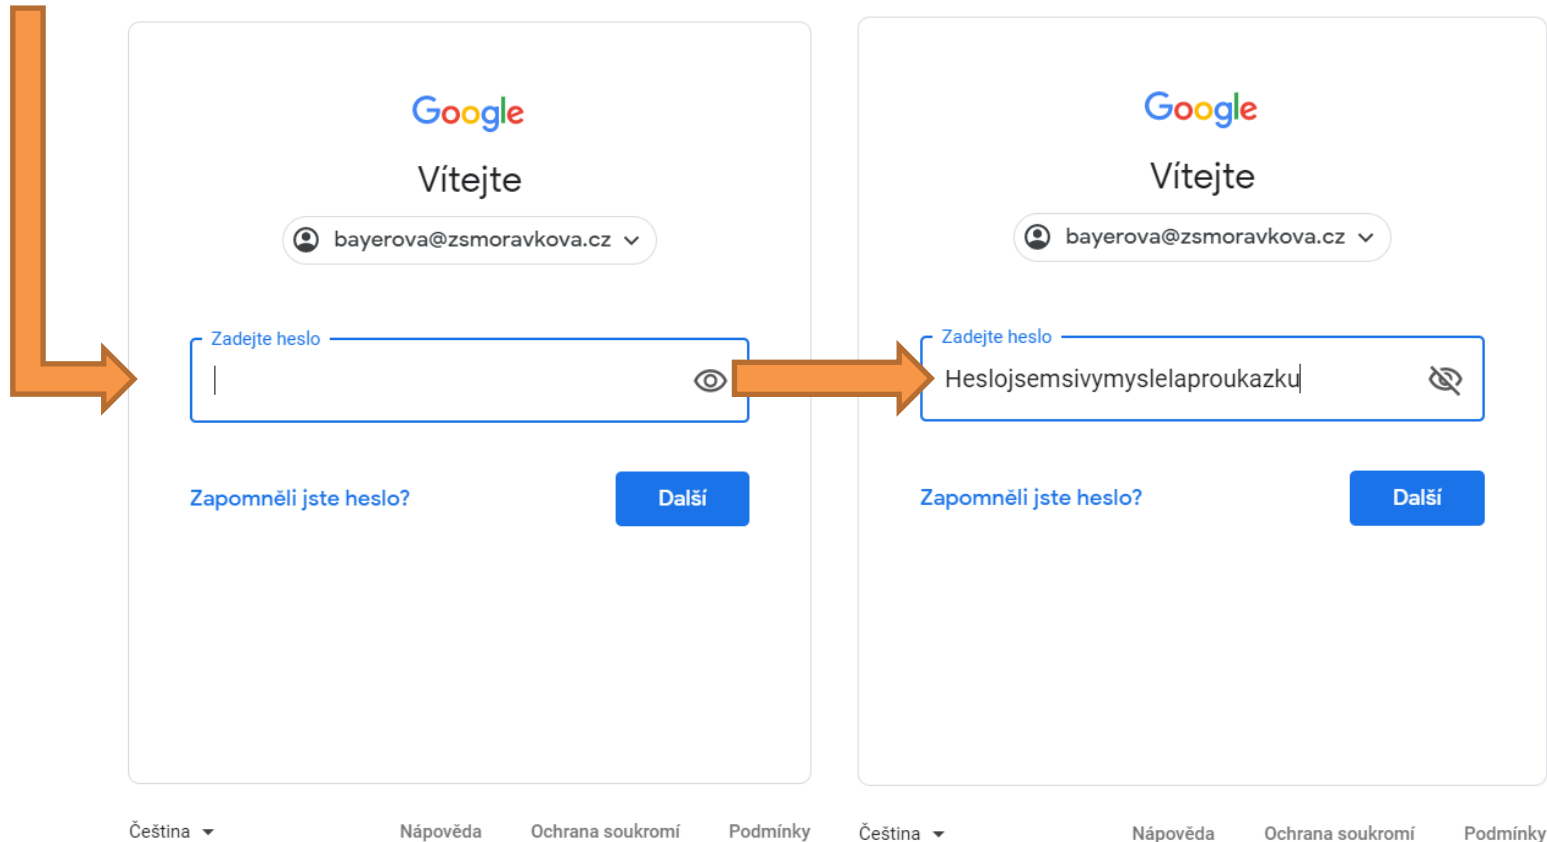 Google
Vítejte
bayerova@zsmoravkova.cz
Zadejte heslo
Zapomněli jste heslo?
Další
Čeština
Nápověda
Ochrana soukromí
Podmínky
Google
Vítejte
bayerova@zsmoravkova.cz
Zadejte heslo
Heslojsemsivymyslelaproukazku
Zapomněli jste heslo?
Další
Čeština
Nápověda
Ochrana soukromí
Podmínky